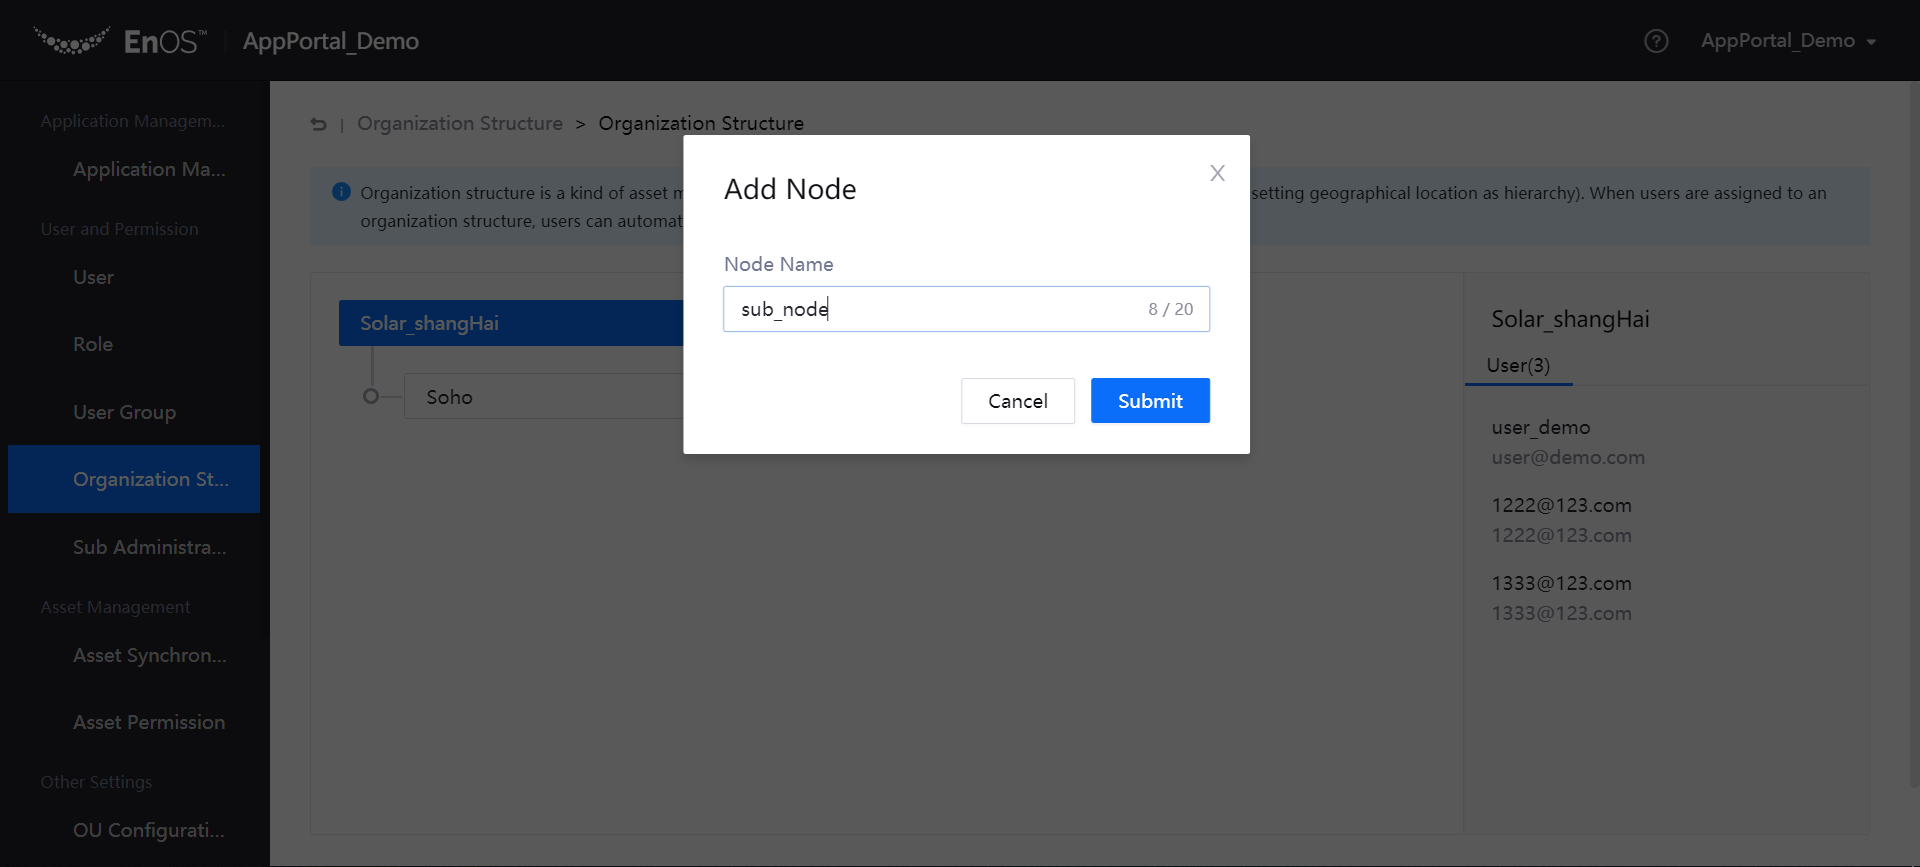 EnOS™ AppPortal_Demo
? AppPortal_Demo
Application Managem...
Application Ma...
User and Permission
User
Role
User Group
Organization St...
Sub Administra...
Asset Management
Asset Synchron...
Asset Permission
Other Settings
OU Configurati...
| Organization Structure > Organization Structure
Organization structure is a kind of asset m
setting geographical location as hierarchy). When users are assigned to an
organization structure, users can automat
Solar_shangHai
Soho
Add Node
X
Node Name
sub_node 8 / 20
Cancel Submit
Solar_shangHai
User(3)
user_demo
user@demo.com
1222@123.com
1222@123.com
1333@123.com
1333@123.com